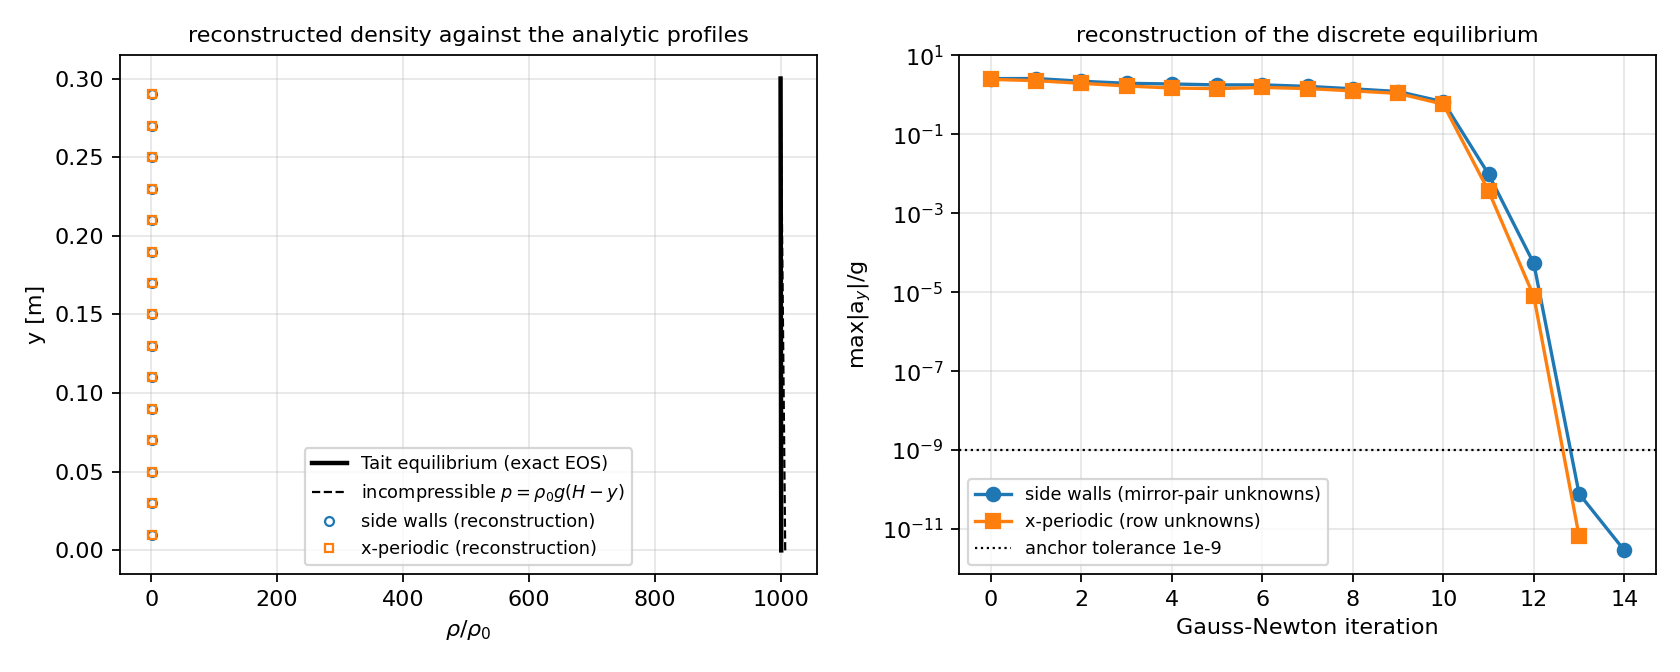 reconstructed density against the analytic profiles
y [m]
0.30
0.25
0.20
0.15
0.10
0.05
0.00
Tait equilibrium (exact EOS)
incompressible p = ρ₀g(H − y)
side walls (reconstruction)
x-periodic (reconstruction)
0 200 400 600 800 1000
ρ/ρ₀
reconstruction of the discrete equilibrium
max|aᵧ|/g
10¹
10⁻¹
10⁻³
10⁻⁵
10⁻⁷
10⁻⁹
10⁻¹¹
side walls (mirror-pair unknowns)
x-periodic (row unknowns)
anchor tolerance 1e-9
0 2 4 6 8 10 12 14
Gauss-Newton iteration